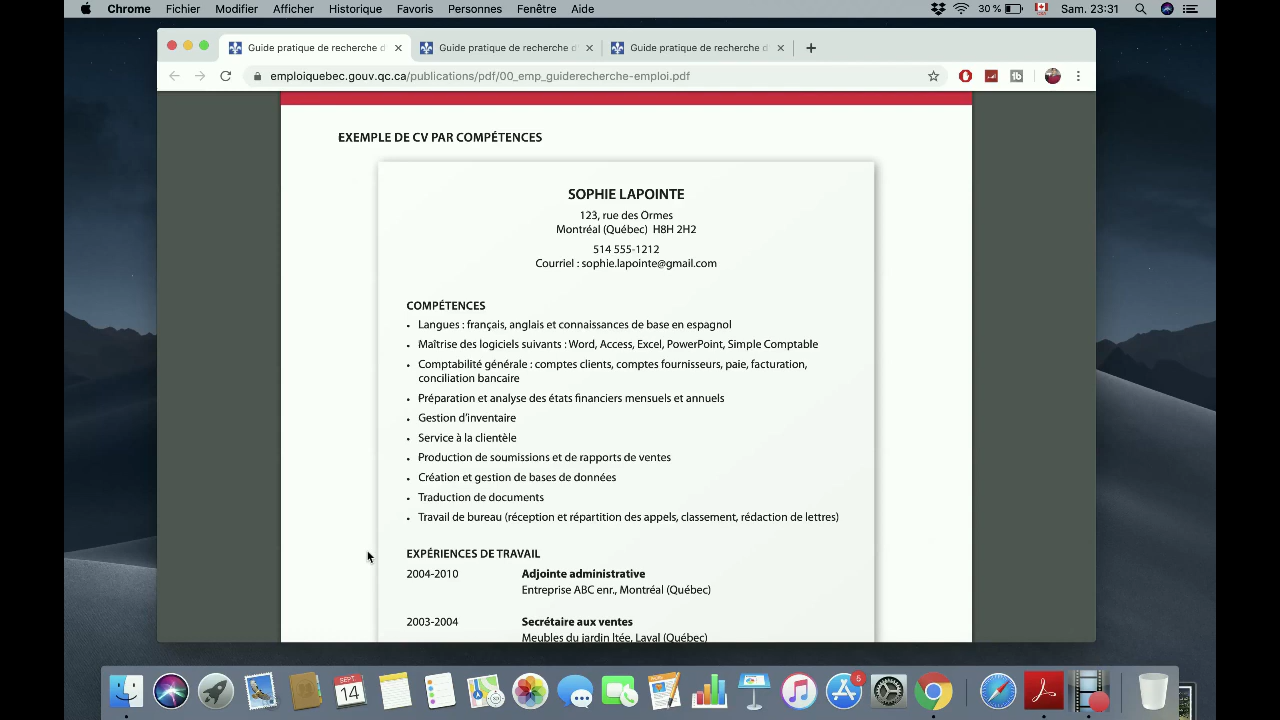 Chrome Fichier Modifier Afficher Historique Favoris Personnes Fenêtre Aide 30 % Sam. 23:31
Guide pratique de recherche d Guide pratique de recherche d Guide pratique de recherche d
emploiquebec.gouv.qc.ca/publications/pdf/00_emp_guiderecherche-emploi.pdf
EXEMPLE DE CV PAR COMPÉTENCES
SOPHIE LAPOINTE
123, rue des Ormes
Montréal (Québec) H8H 2H2
514 555-1212
Courriel : sophie.lapointe@gmail.com
COMPÉTENCES
• Langues : français, anglais et connaissances de base en espagnol
• Maîtrise des logiciels suivants : Word, Access, Excel, PowerPoint, Simple Comptable
• Comptabilité générale : comptes clients, comptes fournisseurs, paie, facturation,
conciliation bancaire
• Préparation et analyse des états financiers mensuels et annuels
• Gestion d'inventaire
• Service à la clientèle
• Production de soumissions et de rapports de ventes
• Création et gestion de bases de données
• Traduction de documents
• Travail de bureau (réception et répartition des appels, classement, rédaction de lettres)
EXPÉRIENCES DE TRAVAIL
2004-2010 Adjointe administrative
Entreprise ABC enr., Montréal (Québec)
2003-2004 Secrétaire aux ventes
Meubles du jardin ltée, Laval (Québec)
SEPT.
14
5